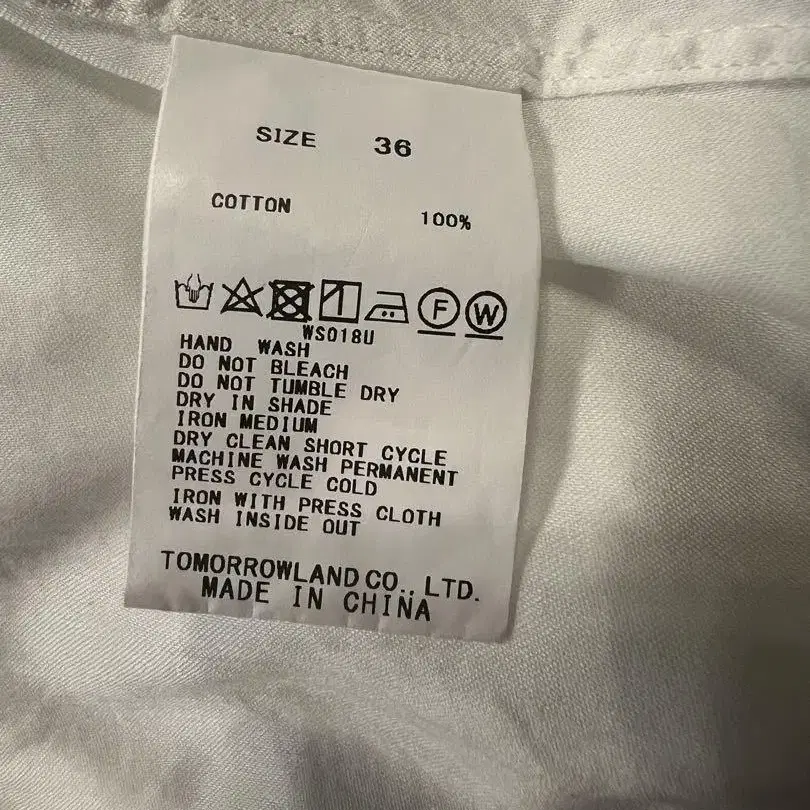 SIZE 36
COTTON 100%
F W
WS018U
HAND WASH
DO NOT BLEACH
DO NOT TUMBLE DRY
DRY IN SHADE
IRON MEDIUM
DRY CLEAN SHORT CYCLE
MACHINE WASH PERMANENT
PRESS CYCLE COLD
IRON WITH PRESS CLOTH
WASH INSIDE OUT
TOMORROWLAND CO., LTD.
MADE IN CHINA